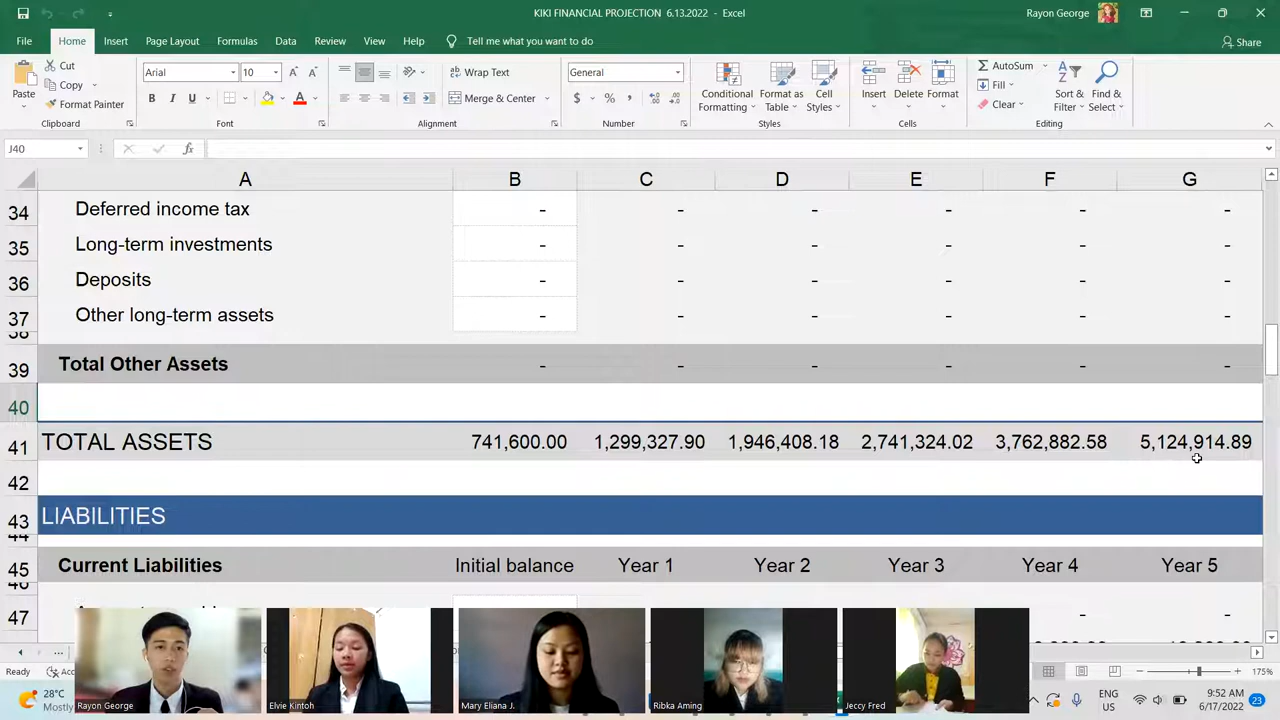 KIKI FINANCIAL PROJECTION 6.13.2022 - Excel
Rayon George
File Home Insert Page Layout Formulas Data Review View Help Tell me what you want to do Share
Paste Cut Copy Format Painter Clipboard
Arial 10 B I U Font
Wrap Text Merge & Center Alignment
General $ % Number
Conditional Formatting Format as Table Cell Styles Styles
Insert Delete Format Cells
AutoSum Fill Clear Sort & Filter Find & Select Editing
J40 fx
A B C D E F G
34 Deferred income tax - - - - - -
35 Long-term investments - - - - - -
36 Deposits - - - - - -
37 Other long-term assets - - - - - -
38
39 Total Other Assets - - - - - -
40
41 TOTAL ASSETS 741,600.00 1,299,327.90 1,946,408.18 2,741,324.02 3,762,882.58 5,124,914.89
42
43 LIABILITIES
44
45 Current Liabilities Initial balance Year 1 Year 2 Year 3 Year 4 Year 5
46
47 - -
Ready
175%
28°C
Mostly
Rayon George Elvie Kintoh Mary Eliana J. Ribka Aming Jeccy Fred
ENG
US
9:52 AM
6/17/2022
23